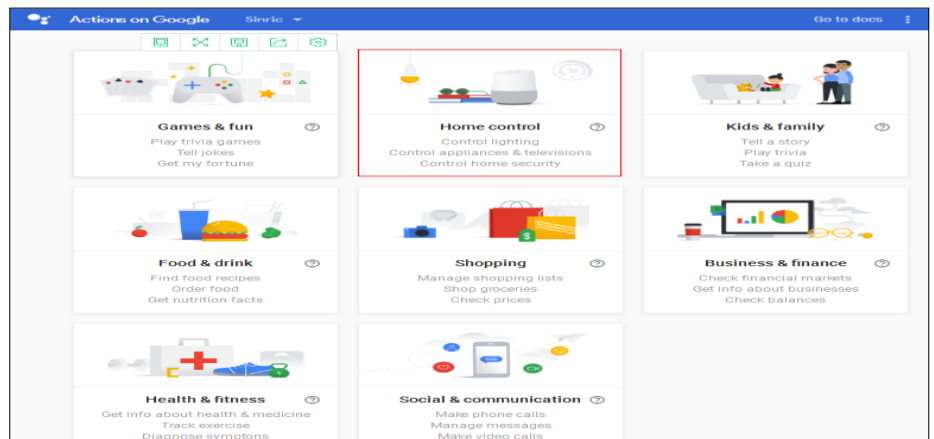 Actions on Google Sinric Go to docs
Games & fun
Play trivia games
Tell jokes
Get my fortune
Home control
Control lighting
Control appliances & televisions
Control home security
Kids & family
Tell a story
Play trivia
Take a quiz
Food & drink
Find food recipes
Order food
Get nutrition facts
Shopping
Manage shopping lists
Shop groceries
Check prices
Business & finance
Check financial markets
Get info about businesses
Check balances
Health & fitness
Get info about health & medicine
Track exercise
Diagnose symptons
Social & communication
Make phone calls
Manage messages
Make video calls